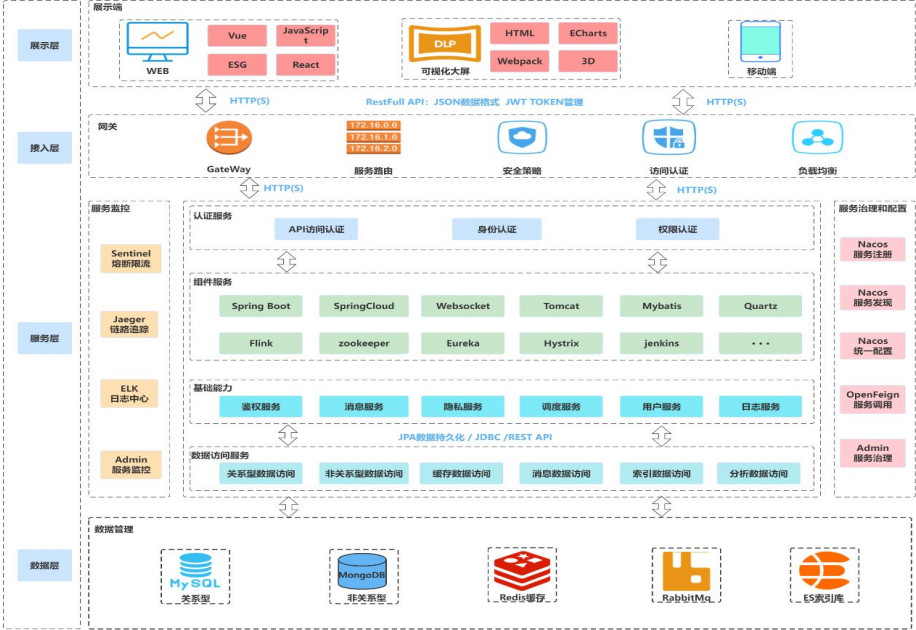 展示层
展示端
WEB
Vue
JavaScrip
t
ESG
React
DLP
可视化大屏
HTML
ECharts
Webpack
3D
移动端
HTTP(S)
RestFull API: JSON数据格式 JWT TOKEN管理
HTTP(S)
接入层
网关
GateWay
172.16.0.0
172.16.1.0
172.16.2.0
服务路由
安全策略
访问认证
负载均衡
HTTP(S)
HTTP(S)
服务层
服务监控
Sentinel
熔断限流
Jaeger
链路追踪
ELK
日志中心
Admin
服务监控
认证服务
API访问认证
身份认证
权限认证
组件服务
Spring Boot
SpringCloud
Websocket
Tomcat
Mybatis
Quartz
Flink
zookeeper
Eureka
Hystrix
jenkins
···
基础能力
鉴权服务
消息服务
隐私服务
调度服务
用户服务
日志服务
JPA数据持久化 / JDBC /REST API
数据访问服务
关系型数据访问
非关系型数据访问
缓存数据访问
消息数据访问
索引数据访问
分析数据访问
服务治理和配置
Nacos
服务注册
Nacos
服务发现
Nacos
统一配置
OpenFeign
服务调用
Admin
服务治理
数据层
数据管理
MySQL
关系型
MongoDB
非关系型
Redis缓存
RabbitMq
ES索引库